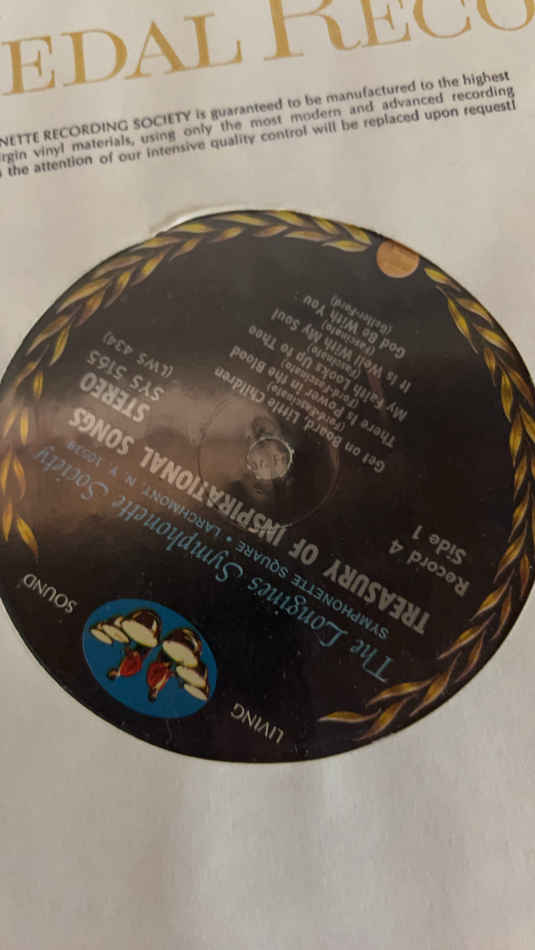 EDAL RECO
NETTE RECORDING SOCIETY is guaranteed to be manufactured to the highest
rgin vinyl materials, using only the most modern and advanced recording
the attention of our intensive quality control will be replaced upon request!
LIVING SOUND
The Longines Symphonette Society
SYMPHONETTE SQUARE • LARCHMONT, N. Y. 10538
TREASURY OF INSPIRATIONAL SONGS
Record 4
Side 1
STEREO
SYS 5165
(LWS 434)
Get on Board, Little Children
There Is Power in the Blood
My Faith Looks Up to Thee
It Is Well With My Soul
God Be With You